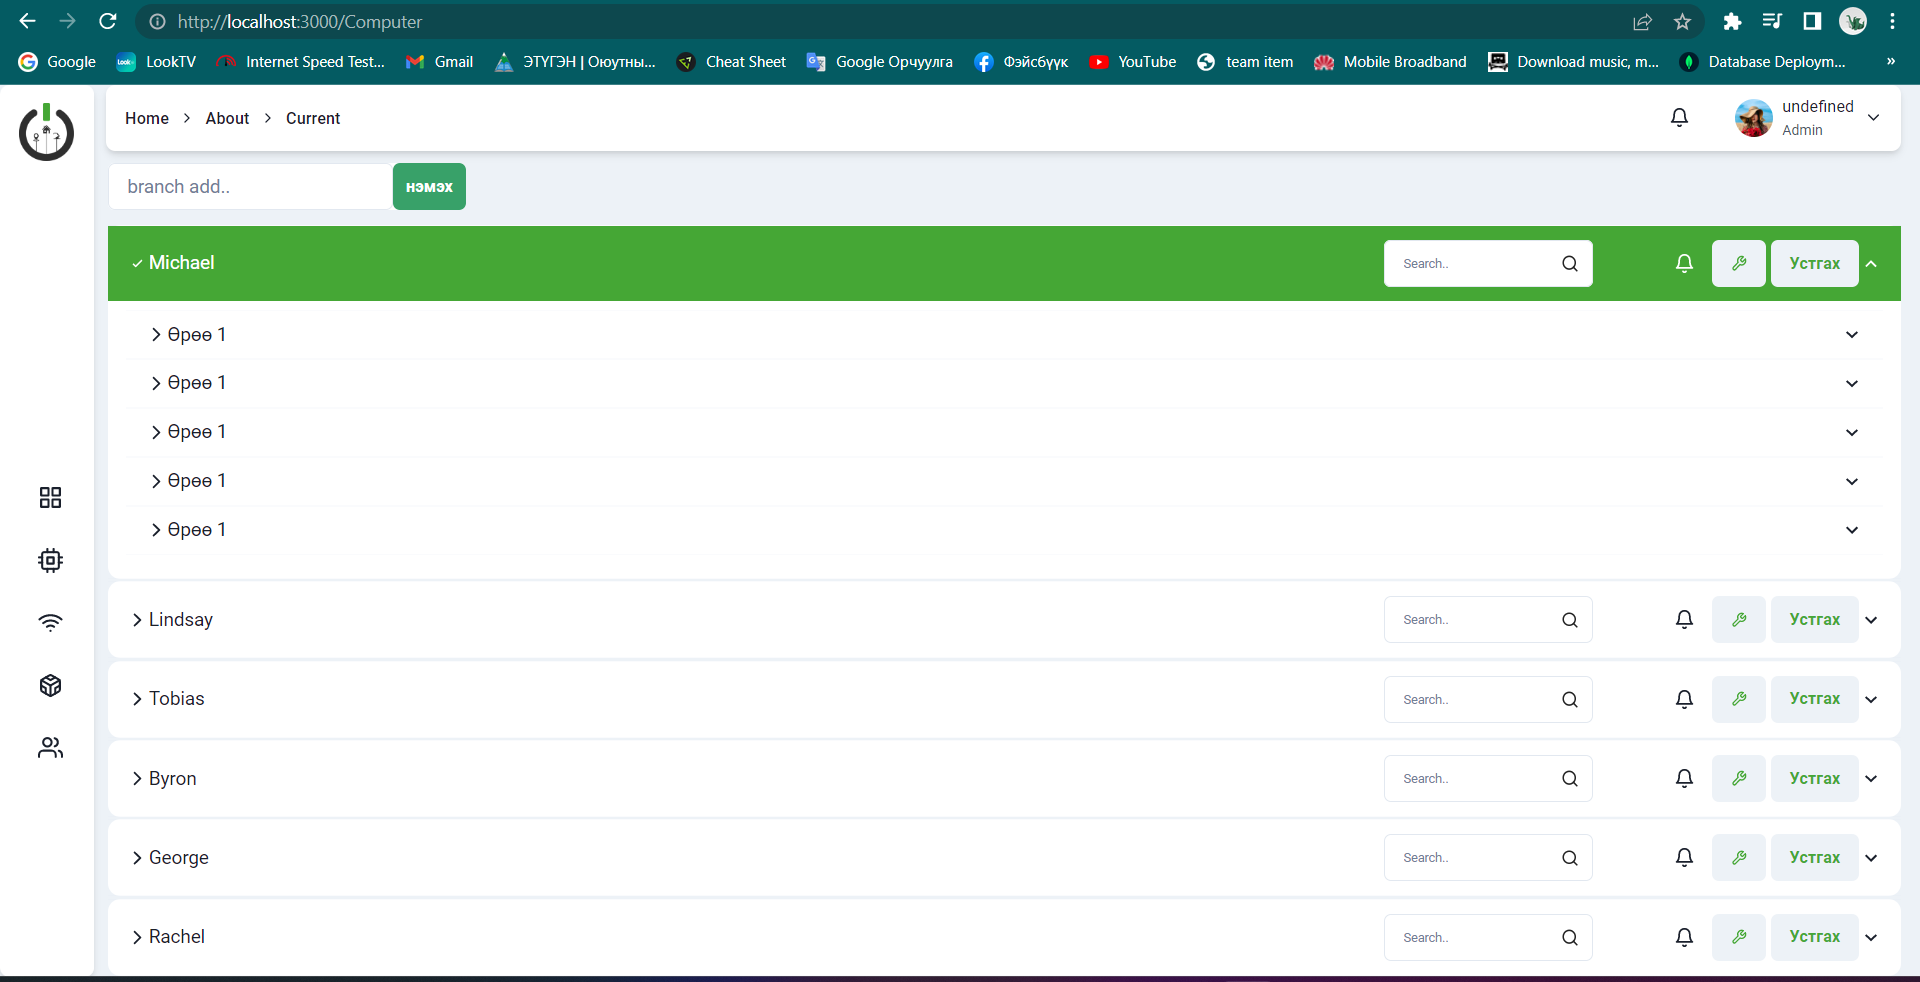 http://localhost:3000/Computer
Google LookTV Internet Speed Test... Gmail ЭТҮГЭН | Оюутны... Cheat Sheet Google Орчуулга Фэйсбүүк YouTube team item Mobile Broadband Download music, m... Database Deploym... »
Home > About > Current
undefined
Admin
branch add..
нэмэх
Michael Search.. Устгах
Өрөө 1
Өрөө 1
Өрөө 1
Өрөө 1
Өрөө 1
Lindsay Search.. Устгах
Tobias Search.. Устгах
Byron Search.. Устгах
George Search.. Устгах
Rachel Search.. Устгах